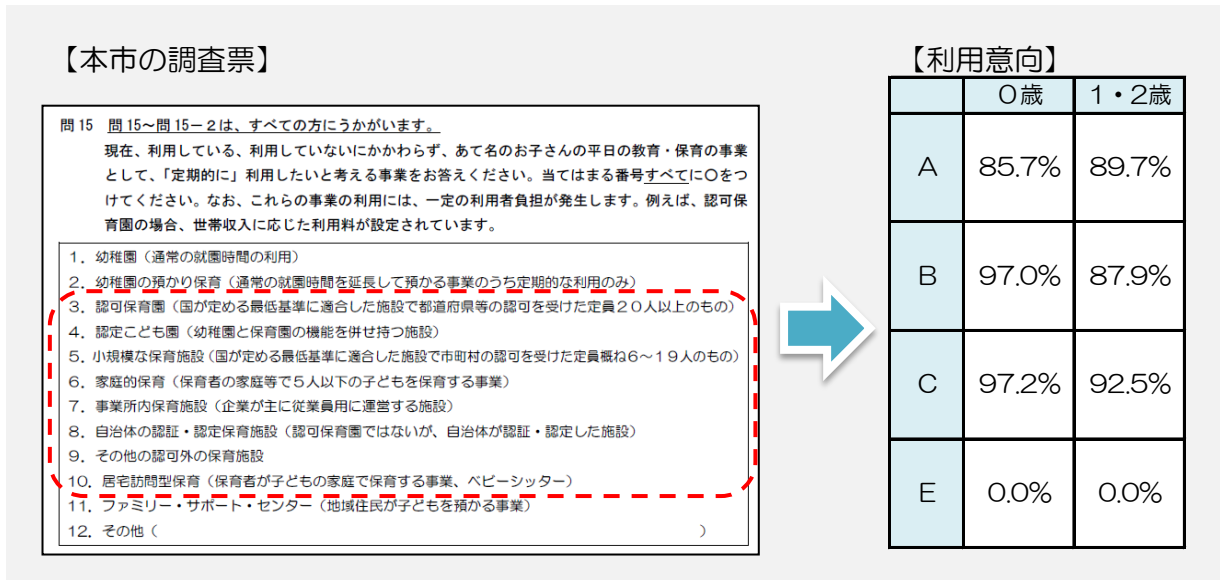 【本市の調査票】
問15 問15～問15－2は、すべての方にうかがいます。
現在、利用している、利用していないにかかわらず、あて名のお子さんの平日の教育・保育の事業
として、「定期的に」利用したいと考える事業をお答えください。当てはまる番号すべてに○をつ
けてください。なお、これらの事業の利用には、一定の利用者負担が発生します。例えば、認可保
育園の場合、世帯収入に応じた利用料が設定されています。
1．幼稚園（通常の就園時間の利用）
2．幼稚園の預かり保育（通常の就園時間を延長して預かる事業のうち定期的な利用のみ）
3．認可保育園（国が定める最低基準に適合した施設で都道府県等の認可を受けた定員20人以上のもの）
4．認定こども園（幼稚園と保育園の機能を併せ持つ施設）
5．小規模な保育施設（国が定める最低基準に適合した施設で市町村の認可を受けた定員概ね6～19人のもの）
6．家庭的保育（保育者の家庭等で5人以下の子どもを保育する事業）
7．事業所内保育施設（企業が主に従業員用に運営する施設）
8．自治体の認証・認定保育施設（認可保育園ではないが、自治体が認証・認定した施設）
9．その他の認可外の保育施設
10．居宅訪問型保育（保育者が子どもの家庭で保育する事業、ベビーシッター）
11．ファミリー・サポート・センター（地域住民が子どもを預かる事業）
12．その他（ ）
【利用意向】
0歳 1・2歳
A 85.7% 89.7%
B 97.0% 87.9%
C 97.2% 92.5%
E 0.0% 0.0%